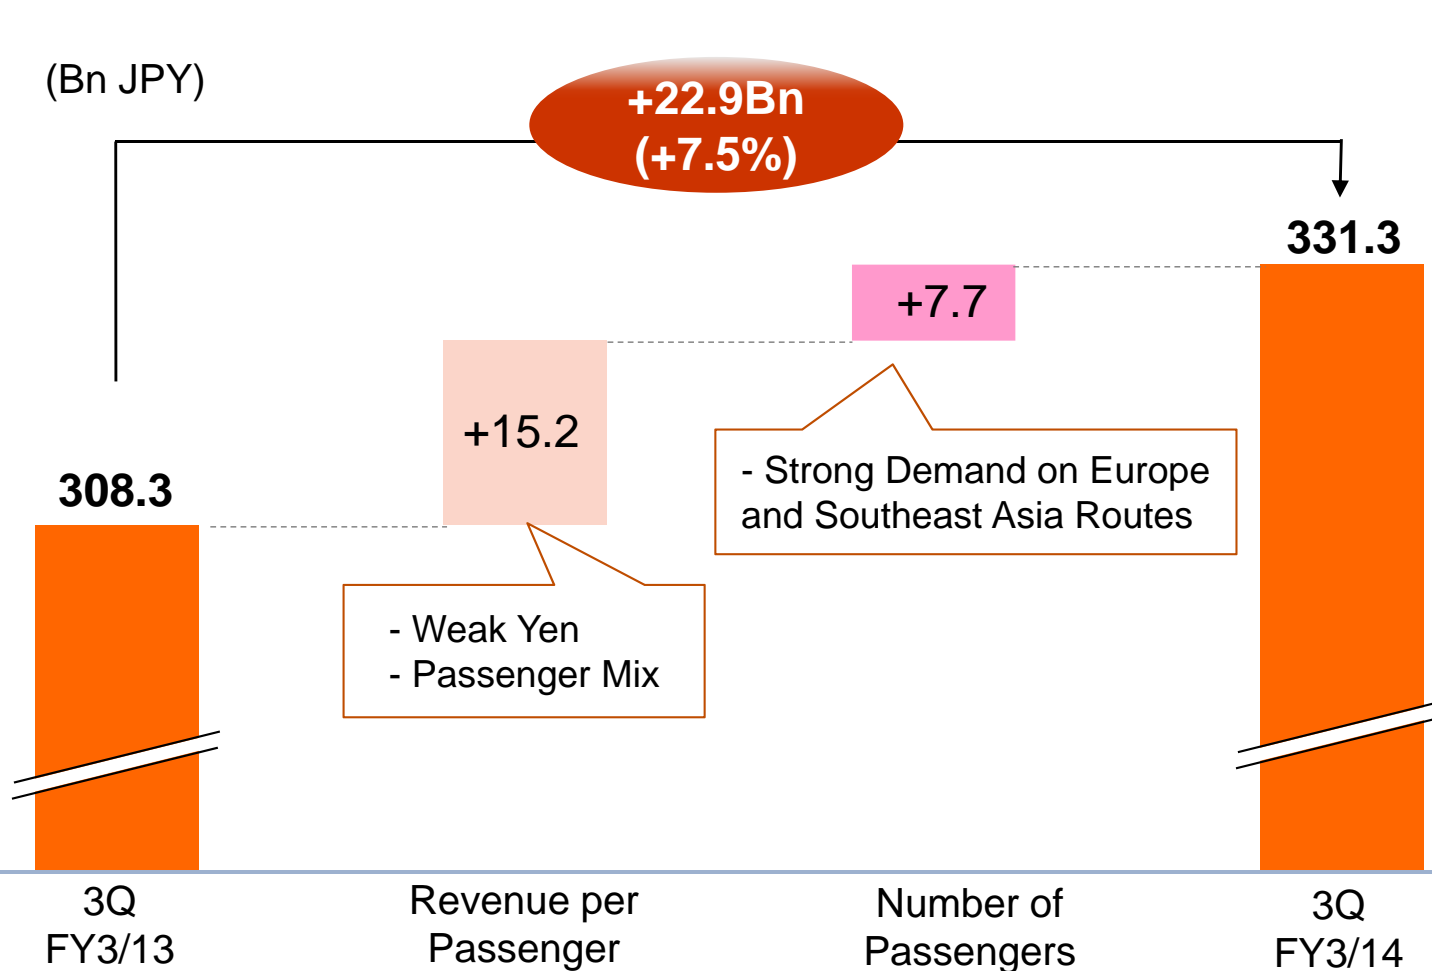 (Bn JPY)
+22.9Bn
(+7.5%)
331.3
+7.7
+15.2
308.3
- Strong Demand on Europe
and Southeast Asia Routes
- Weak Yen
- Passenger Mix
3Q
FY3/13
Revenue per
Passenger
Number of
Passengers
3Q
FY3/14